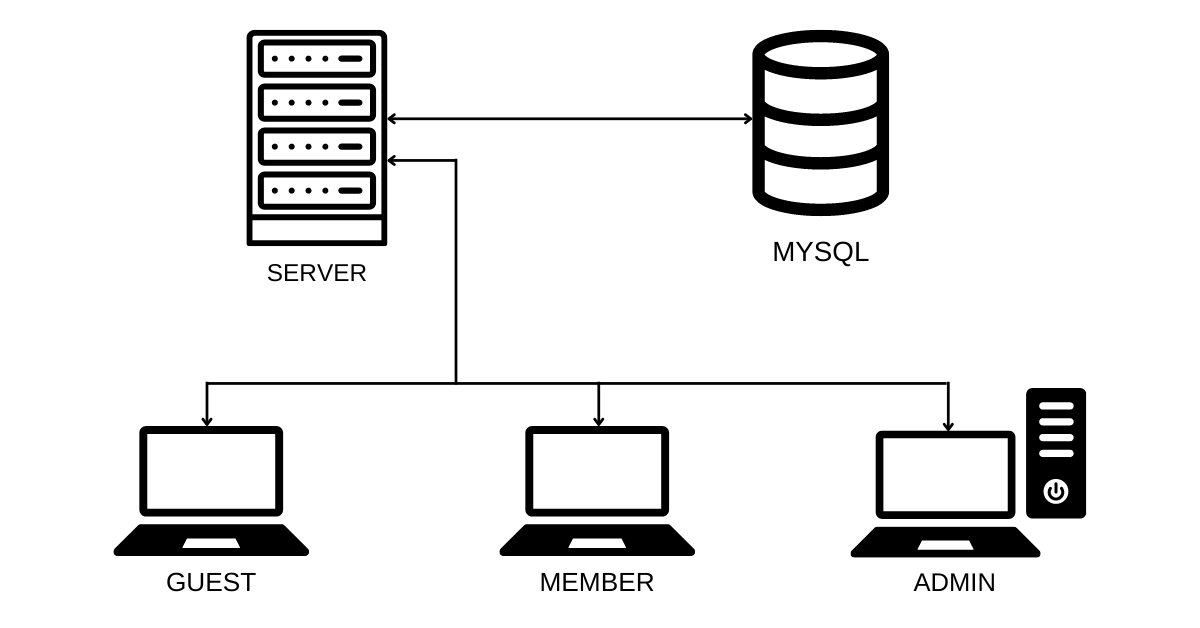 SERVER
MYSQL
GUEST
MEMBER
ADMIN